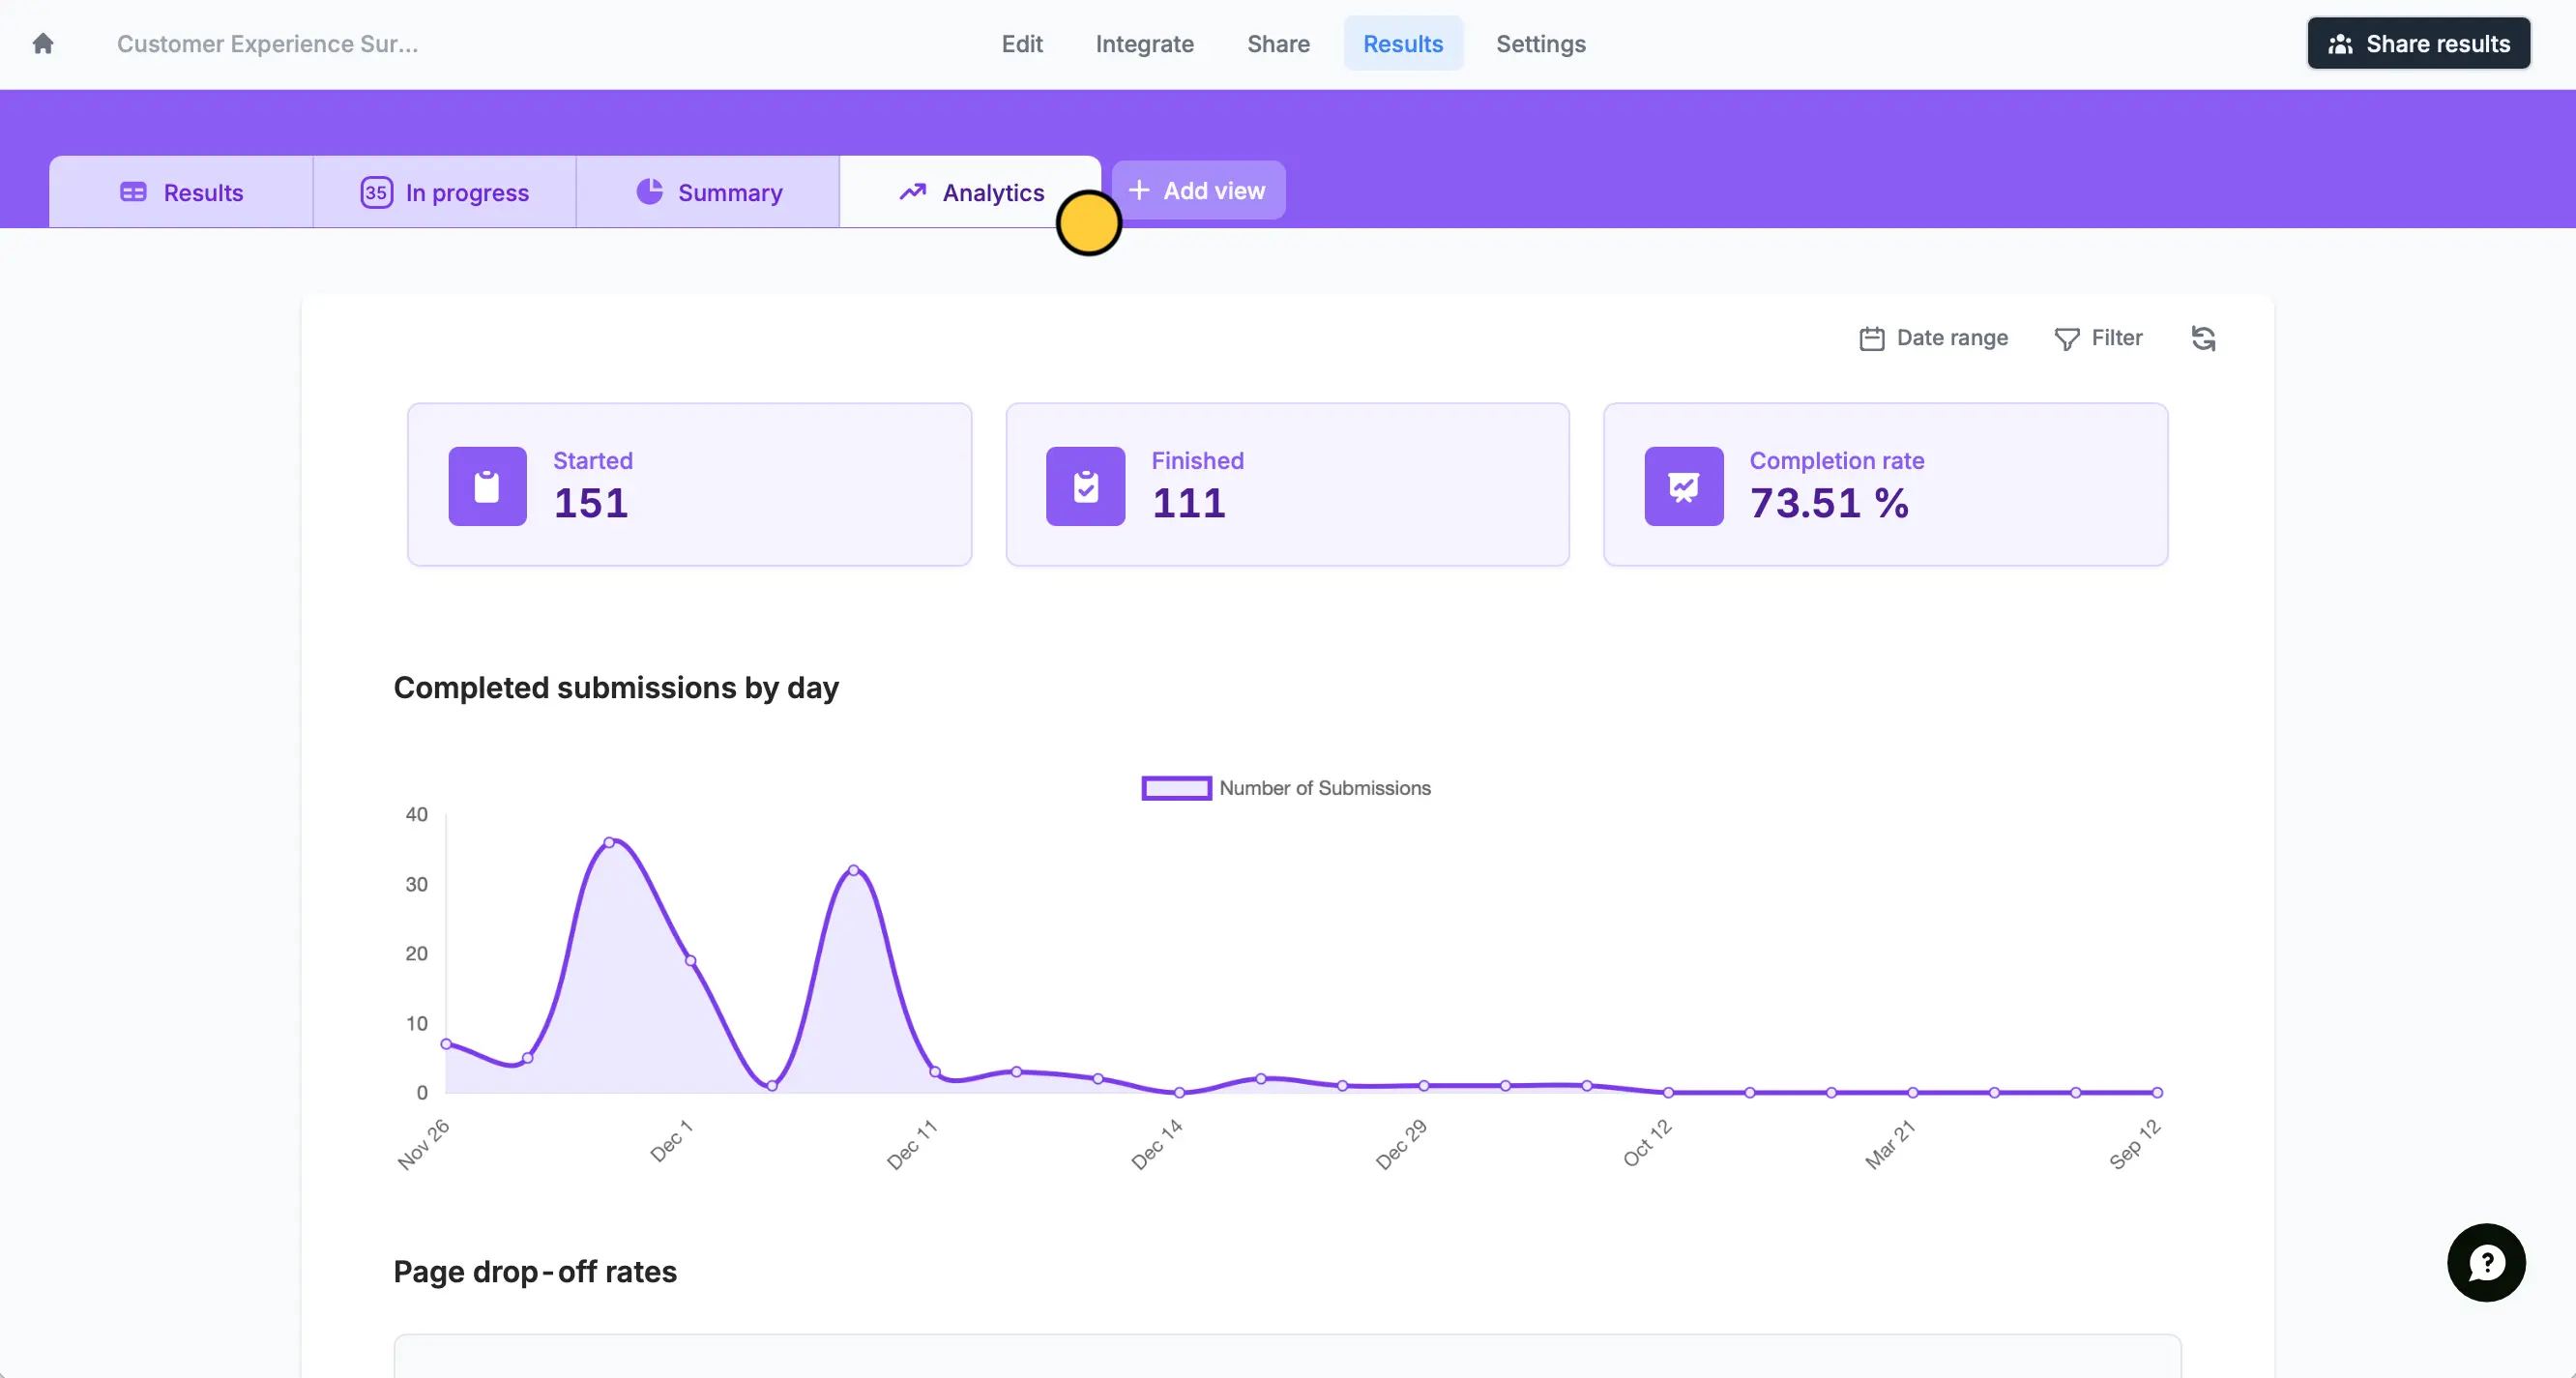 Customer Experience Sur...
Edit
Integrate
Share
Results
Settings
Share results
Results
35 In progress
Summary
Analytics
+ Add view
Date range
Filter
Started
151
Finished
111
Completion rate
73.51 %
Completed submissions by day
Number of Submissions
40
30
20
10
0
Nov 26
Dec 1
Dec 11
Dec 14
Dec 29
Oct 12
Mar 21
Sep 12
Page drop-off rates
?